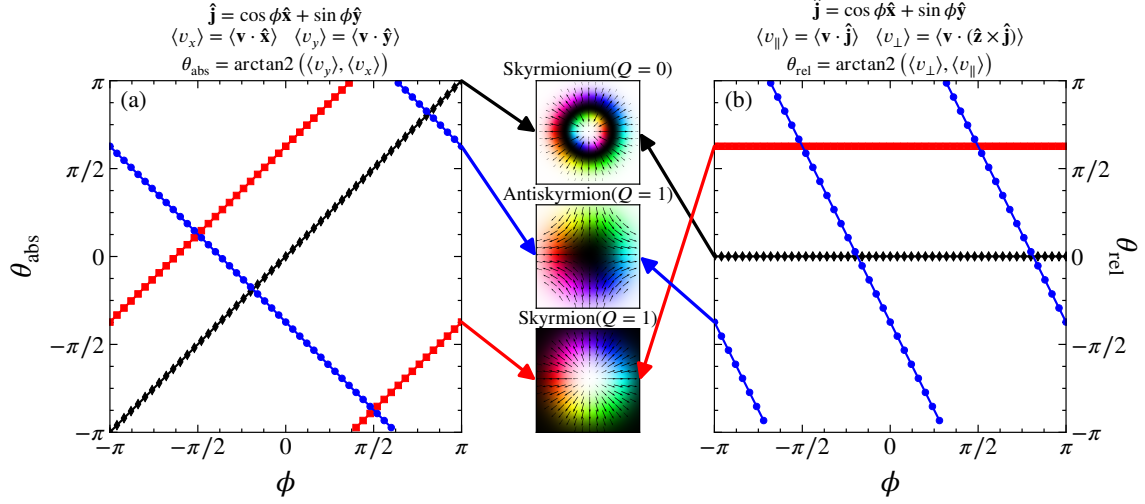 ĵ = cos ϕx̂ + sin ϕŷ
⟨vₓ⟩ = ⟨v · x̂⟩ ⟨v_y⟩ = ⟨v · ŷ⟩
θ_abs = arctan2 (⟨v_y⟩, ⟨vₓ⟩)
ĵ = cos ϕx̂ + sin ϕŷ
⟨v_∥⟩ = ⟨v · ĵ⟩ ⟨v_⊥⟩ = ⟨v · (ẑ × ĵ)⟩
θ_rel = arctan2 (⟨v_⊥⟩, ⟨v_∥⟩)
(a)
π
π/2
0
−π/2
−π
θ_abs
−π
−π/2
0
π/2
π
ϕ
Skyrmionium(Q = 0)
Antiskyrmion(Q = 1)
Skyrmion(Q = 1)
(b)
π
π/2
0
−π/2
−π
θ_rel
−π
−π/2
0
π/2
π
ϕ